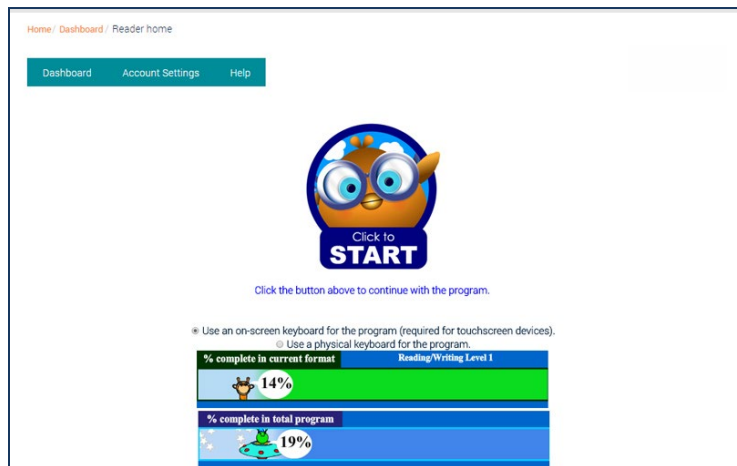 Home / Dashboard / Reader home
Dashboard Account Settings Help
Click to
START
Click the button above to continue with the program.
Use an on-screen keyboard for the program (required for touchscreen devices).
Use a physical keyboard for the program.
% complete in current format Reading/Writing Level 1
14%
% complete in total program
19%